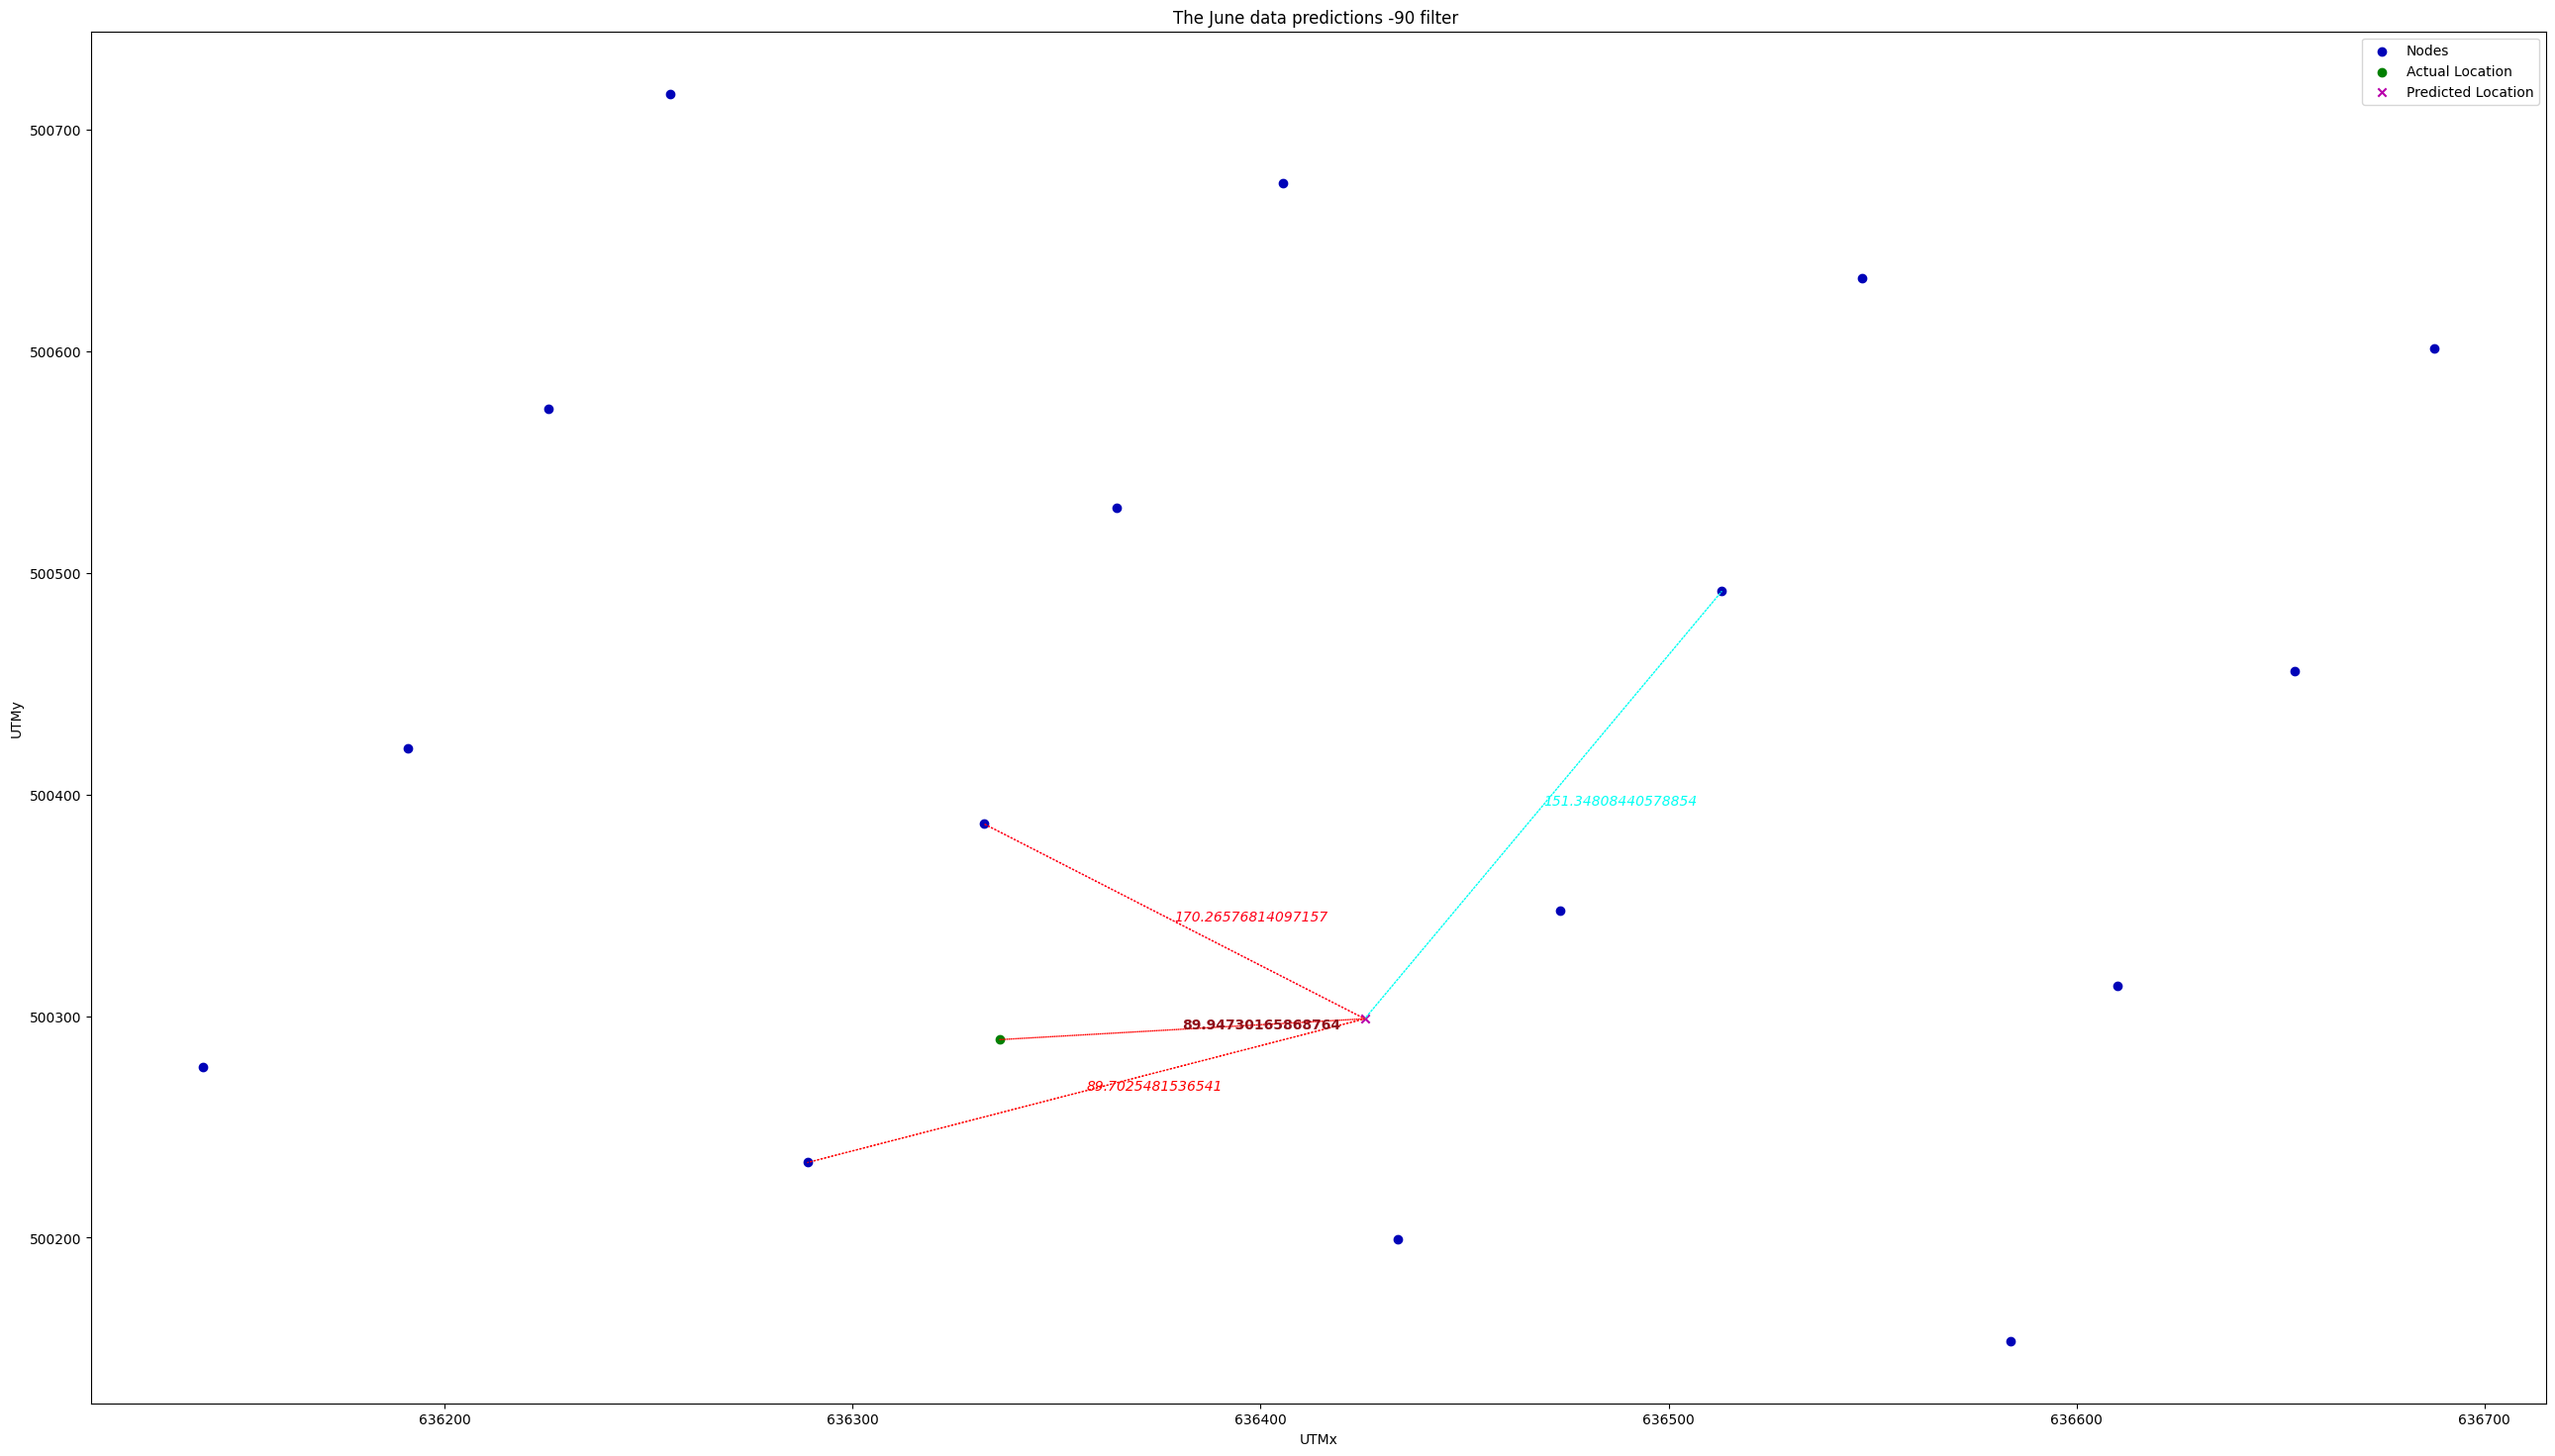 The June data predictions -90 filter
Nodes
Actual Location
Predicted Location
500700
500600
500500
500400
500300
500200
UTMy
151.34808440578854
170.26576814097157
89.94730165868764
89.7025481536541
636200
636300
636400
636500
636600
636700
UTMx